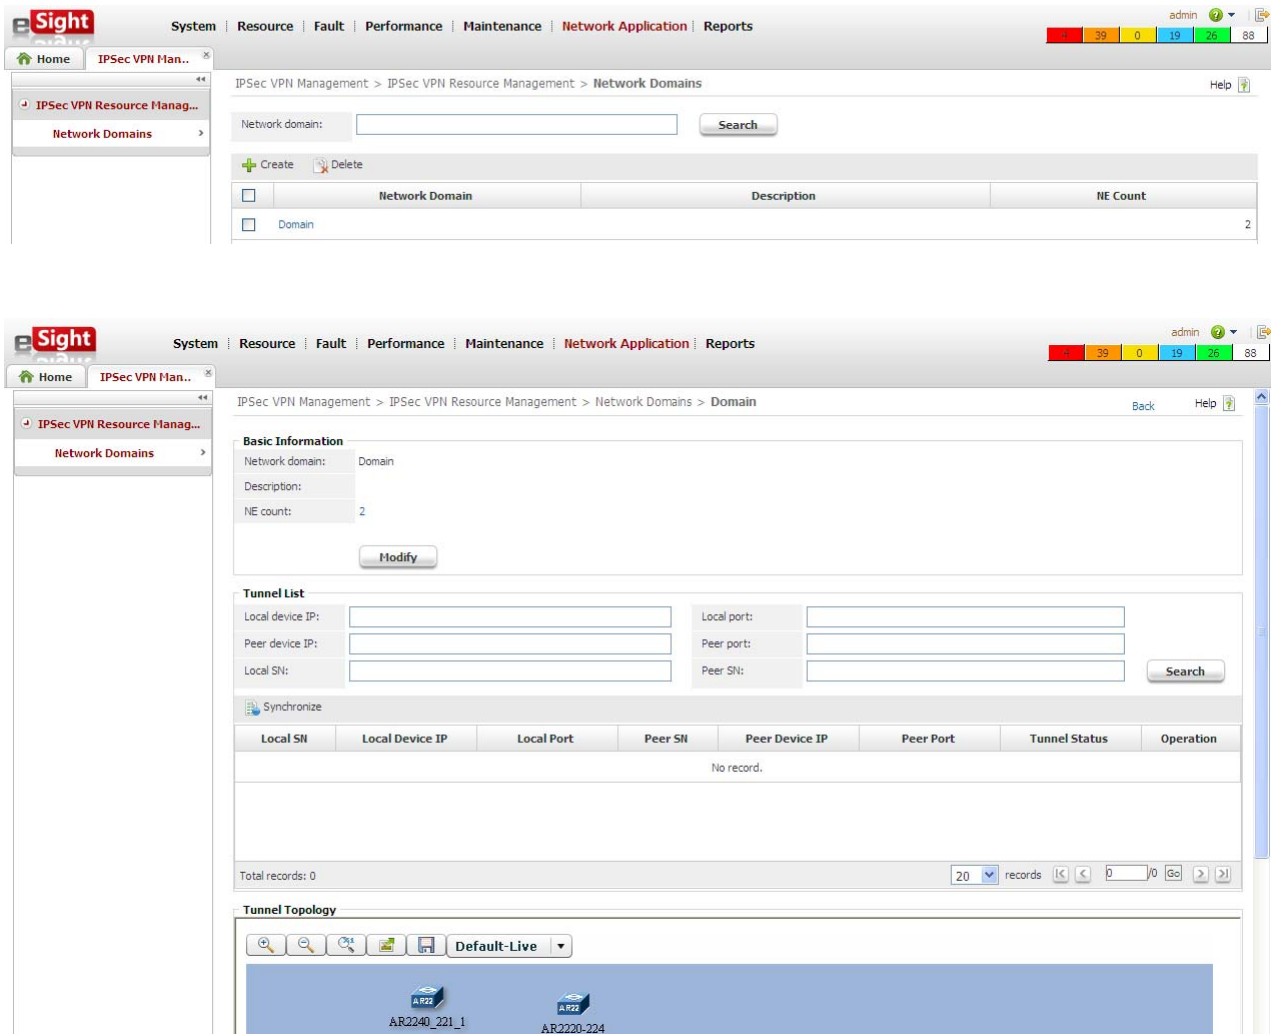 eSight
System | Resource | Fault | Performance | Maintenance | Network Application | Reports
admin
4 39 0 19 26 88
Home IPSec VPN Man..
IPSec VPN Management > IPSec VPN Resource Management > Network Domains Help
IPSec VPN Resource Manag...
Network Domains
Network domain: Search
Create Delete
Network Domain Description NE Count
Domain 2
eSight
System Resource Fault Performance Maintenance Network Application Reports
admin
4 39 0 19 26 88
Home IPSec VPN Man..
IPSec VPN Management > IPSec VPN Resource Management > Network Domains > Domain Back Help
IPSec VPN Resource Manag...
Network Domains
Basic Information
Network domain: Domain
Description:
NE count: 2
Modify
Tunnel List
Local device IP: Local port:
Peer device IP: Peer port:
Local SN: Peer SN: Search
Synchronize
Local SN Local Device IP Local Port Peer SN Peer Device IP Peer Port Tunnel Status Operation
No record.
Total records: 0 20 records 0 /0 Go
Tunnel Topology
Default-Live
AR22 AR22
AR2240_221_1 AR2220-224